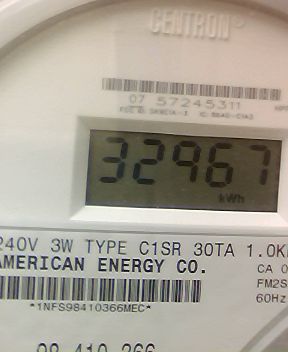 CENTRON®
07 57245311
32967
kWh
240V 3W TYPE C1SR 30TA 1.0K
AMERICAN ENERGY CO.
CA 0
FM2S
60Hz
*1NFS98410366MEC*
98 410 366